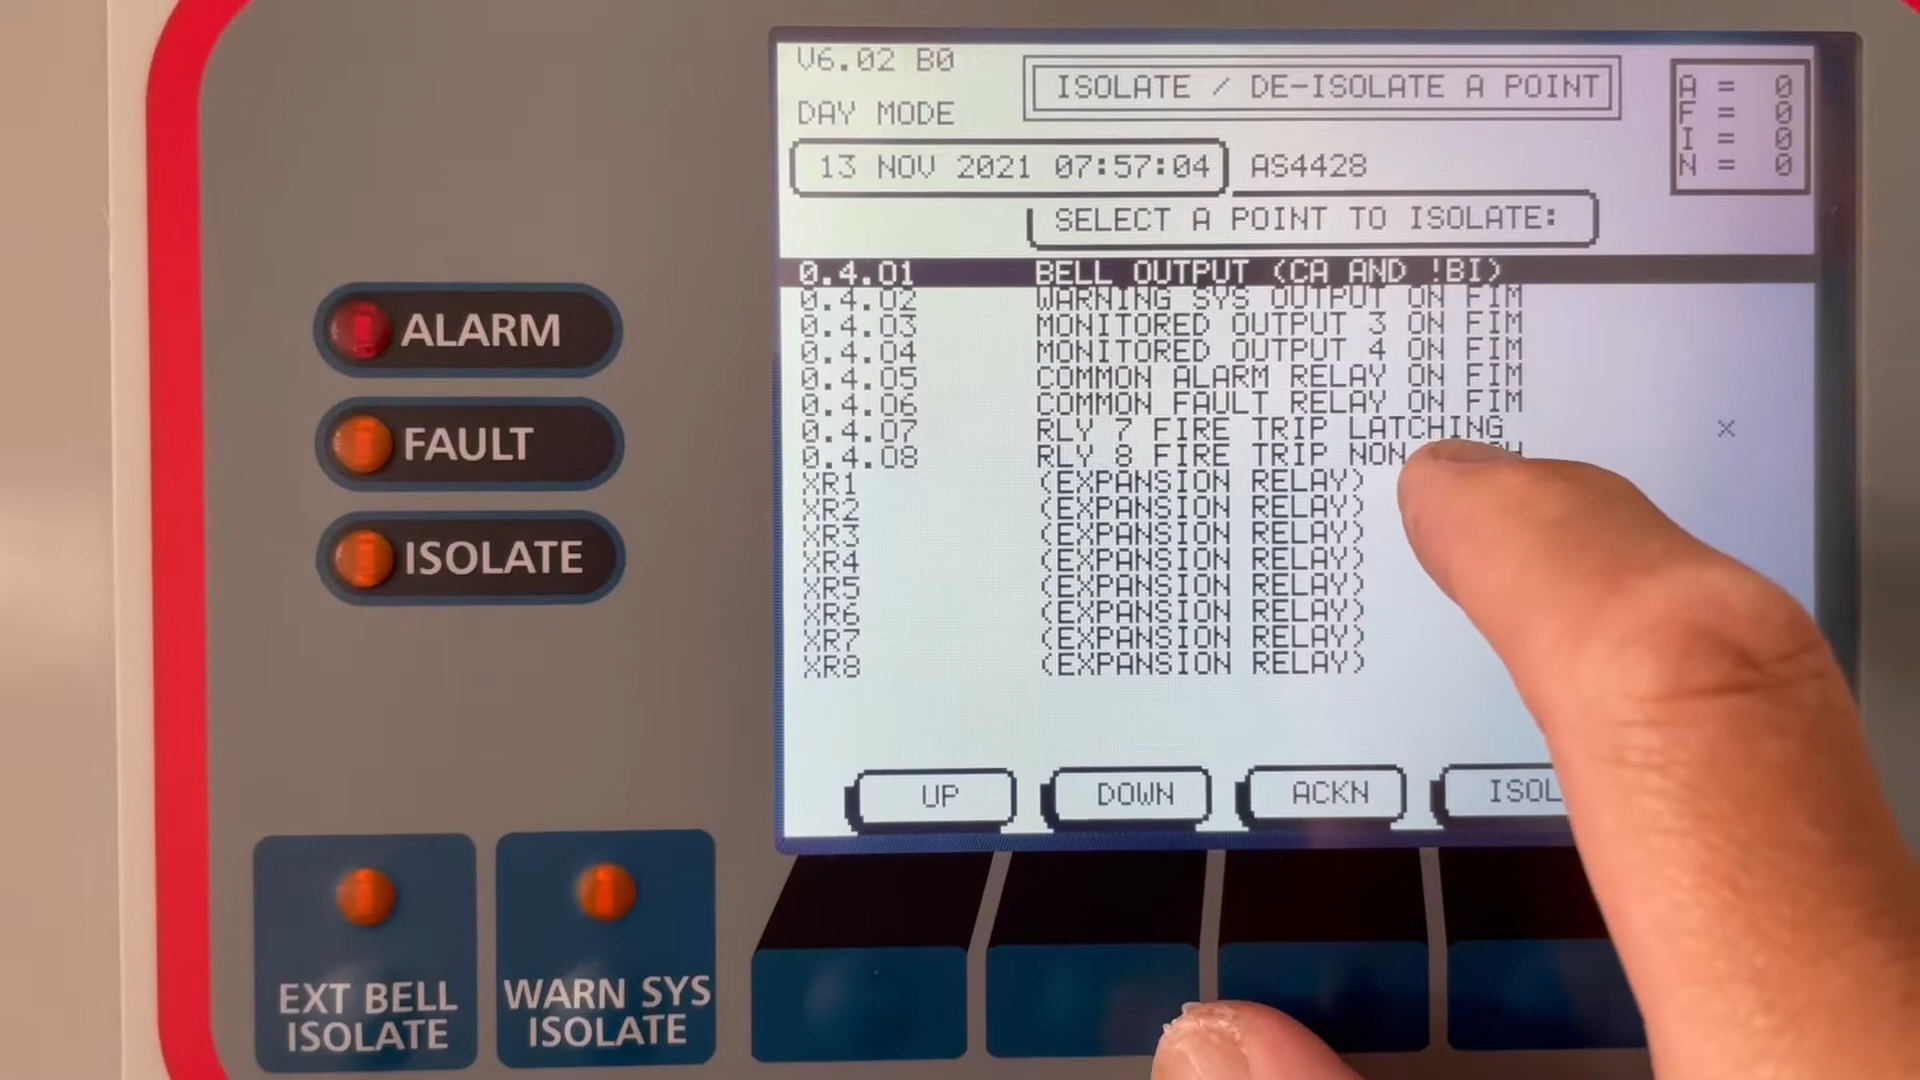 V6.02 B0
ISOLATE / DE-ISOLATE A POINT
DAY MODE
A = 0
F = 0
I = 0
N = 0
13 NOV 2021 07:57:04 AS4428
SELECT A POINT TO ISOLATE:
0.4.01 BELL OUTPUT (CA AND !BI)
0.4.02 WARNING SYS OUTPUT ON FIM
0.4.03 MONITORED OUTPUT 3 ON FIM
0.4.04 MONITORED OUTPUT 4 ON FIM
0.4.05 COMMON ALARM RELAY ON FIM
0.4.06 COMMON FAULT RELAY ON FIM
0.4.07 RLY 7 FIRE TRIP LATCHING x
0.4.08 RLY 8 FIRE TRIP NON
XR1 (EXPANSION RELAY)
XR2 (EXPANSION RELAY)
XR3 (EXPANSION RELAY)
XR4 (EXPANSION RELAY)
XR5 (EXPANSION RELAY)
XR6 (EXPANSION RELAY)
XR7 (EXPANSION RELAY)
XR8 (EXPANSION RELAY)
UP DOWN ACKN ISOL
ALARM
FAULT
ISOLATE
EXT BELL
ISOLATE
WARN SYS
ISOLATE